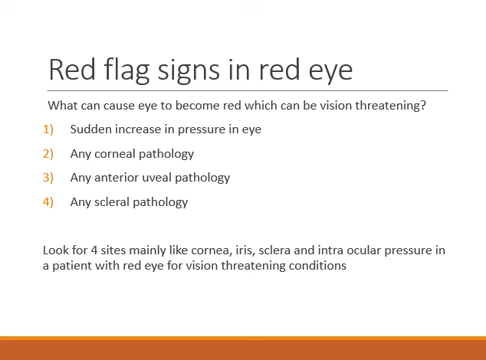 Red flag signs in red eye
What can cause eye to become red which can be vision threatening?
1) Sudden increase in pressure in eye
2) Any corneal pathology
3) Any anterior uveal pathology
4) Any scleral pathology
Look for 4 sites mainly like cornea, iris, sclera and intra ocular pressure in
a patient with red eye for vision threatening conditions